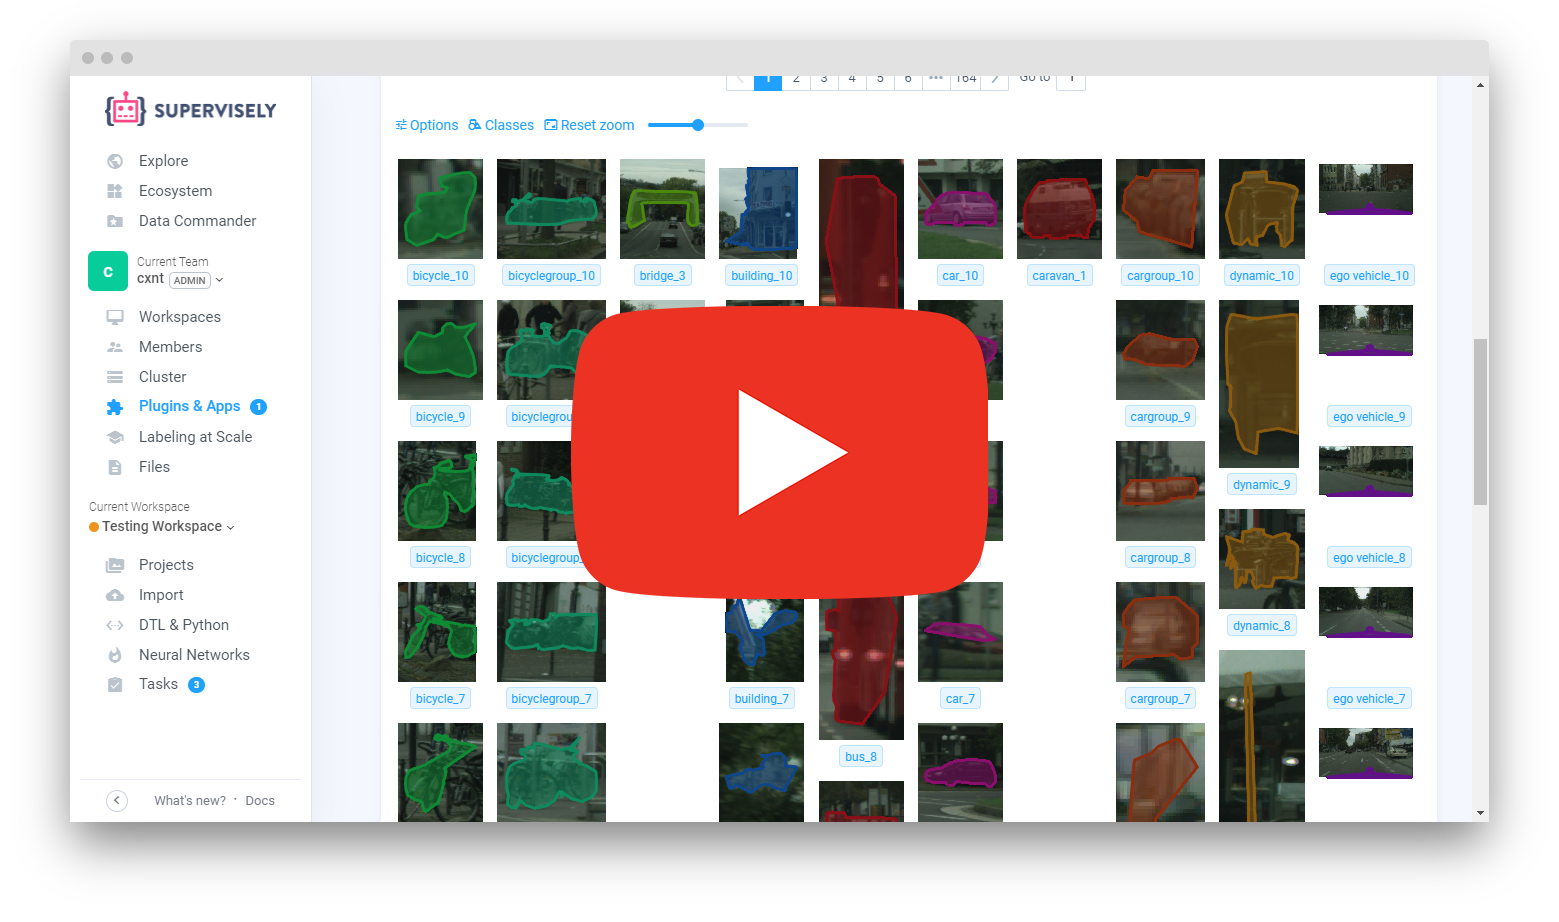 1 2 3 4 5 6 ••• 164 Go to 1
SUPERVISELY
Options Classes Reset zoom
Explore
Ecosystem
Data Commander
c
Current Team
cxnt ADMIN
Workspaces
Members
Cluster
Plugins & Apps 1
Labeling at Scale
Files
Current Workspace
Testing Workspace
Projects
Import
DTL & Python
Neural Networks
Tasks 3
What's new? · Docs
bicycle_10 bicyclegroup_10 bridge_3 building_10 car_10 caravan_1 cargroup_10 dynamic_10 ego vehicle_10
bicycle_9 bicyclegrou cargroup_9 ego vehicle_9
dynamic_9
bicycle_8 bicyclegroup_ cargroup_8 ego vehicle_8
dynamic_8
bicycle_7 bicyclegroup_7 building_7 car_7 cargroup_7 ego vehicle_7
bus_8